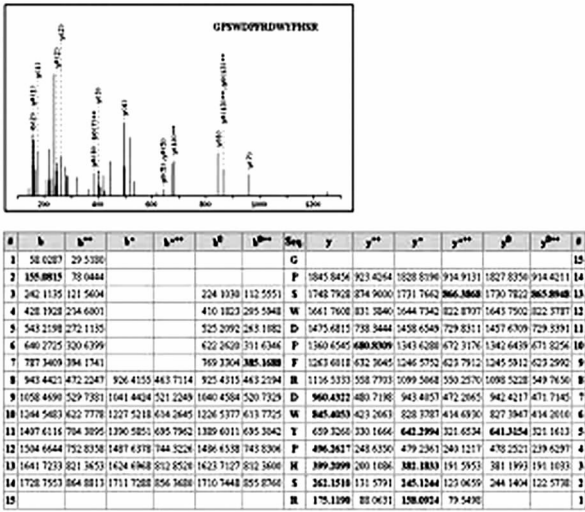 GPSWDPFRDWYPHSR
y(1)
y(2)
y(3)
y(4)
y(6)
y(7)
200 400 600 800 1000 1200
# b b++ b* b*++ b0 b0++ Seq. y y++ y* y*++ y0 y0++ #
1 58.0287 29.5180 G 15
2 155.0815 78.0444 P 1845.8456 923.4264 1828.8190 914.9131 1827.8350 914.4211 14
3 242.1135 121.5604 224.1030 112.5551 S 1748.7928 874.9000 1731.7662 866.3868 1730.7822 865.8948 13
4 428.1928 214.6001 410.1823 205.5948 W 1661.7608 831.3840 1644.7342 822.8707 1643.7502 822.3787 12
5 543.2198 272.1135 525.2092 263.1082 D 1475.6815 738.3444 1458.6549 729.8311 1457.6709 729.3391 11
6 640.2725 320.6399 622.2620 311.6346 P 1360.6545 680.8309 1343.6280 672.3176 1342.6439 671.8256 10
7 787.3409 394.1741 769.3304 385.1688 F 1263.6018 632.3045 1246.5752 623.7912 1245.5912 623.2992 9
8 943.4421 472.2247 926.4155 463.7114 925.4315 463.2194 R 1116.5333 558.7703 1099.5068 550.2570 1098.5228 549.7650 8
9 1058.4690 529.7381 1041.4424 521.2249 1040.4584 520.7329 D 960.4322 480.7198 943.4057 472.2065 942.4217 471.7145 7
10 1244.5483 622.7778 1227.5218 614.2645 1226.5377 613.7725 W 845.4053 423.2063 828.3787 414.6930 827.3947 414.2010 6
11 1407.6116 704.3095 1390.5851 695.7962 1389.6011 695.3042 Y 659.3260 330.1666 642.2994 321.6534 641.3154 321.1613 5
12 1504.6644 752.8358 1487.6378 744.3226 1486.6538 743.8306 P 496.2627 248.6350 479.2361 240.1217 478.2521 239.6297 4
13 1641.7233 821.3653 1624.6968 812.8520 1623.7127 812.3600 H 399.2099 200.1086 382.1833 191.5953 381.1993 191.1033 3
14 1728.7553 864.8813 1711.7288 856.3680 1710.7448 855.8760 S 262.1510 131.5791 245.1244 123.0659 244.1404 122.5738 2
15 R 175.1190 88.0631 158.0924 79.5498 1